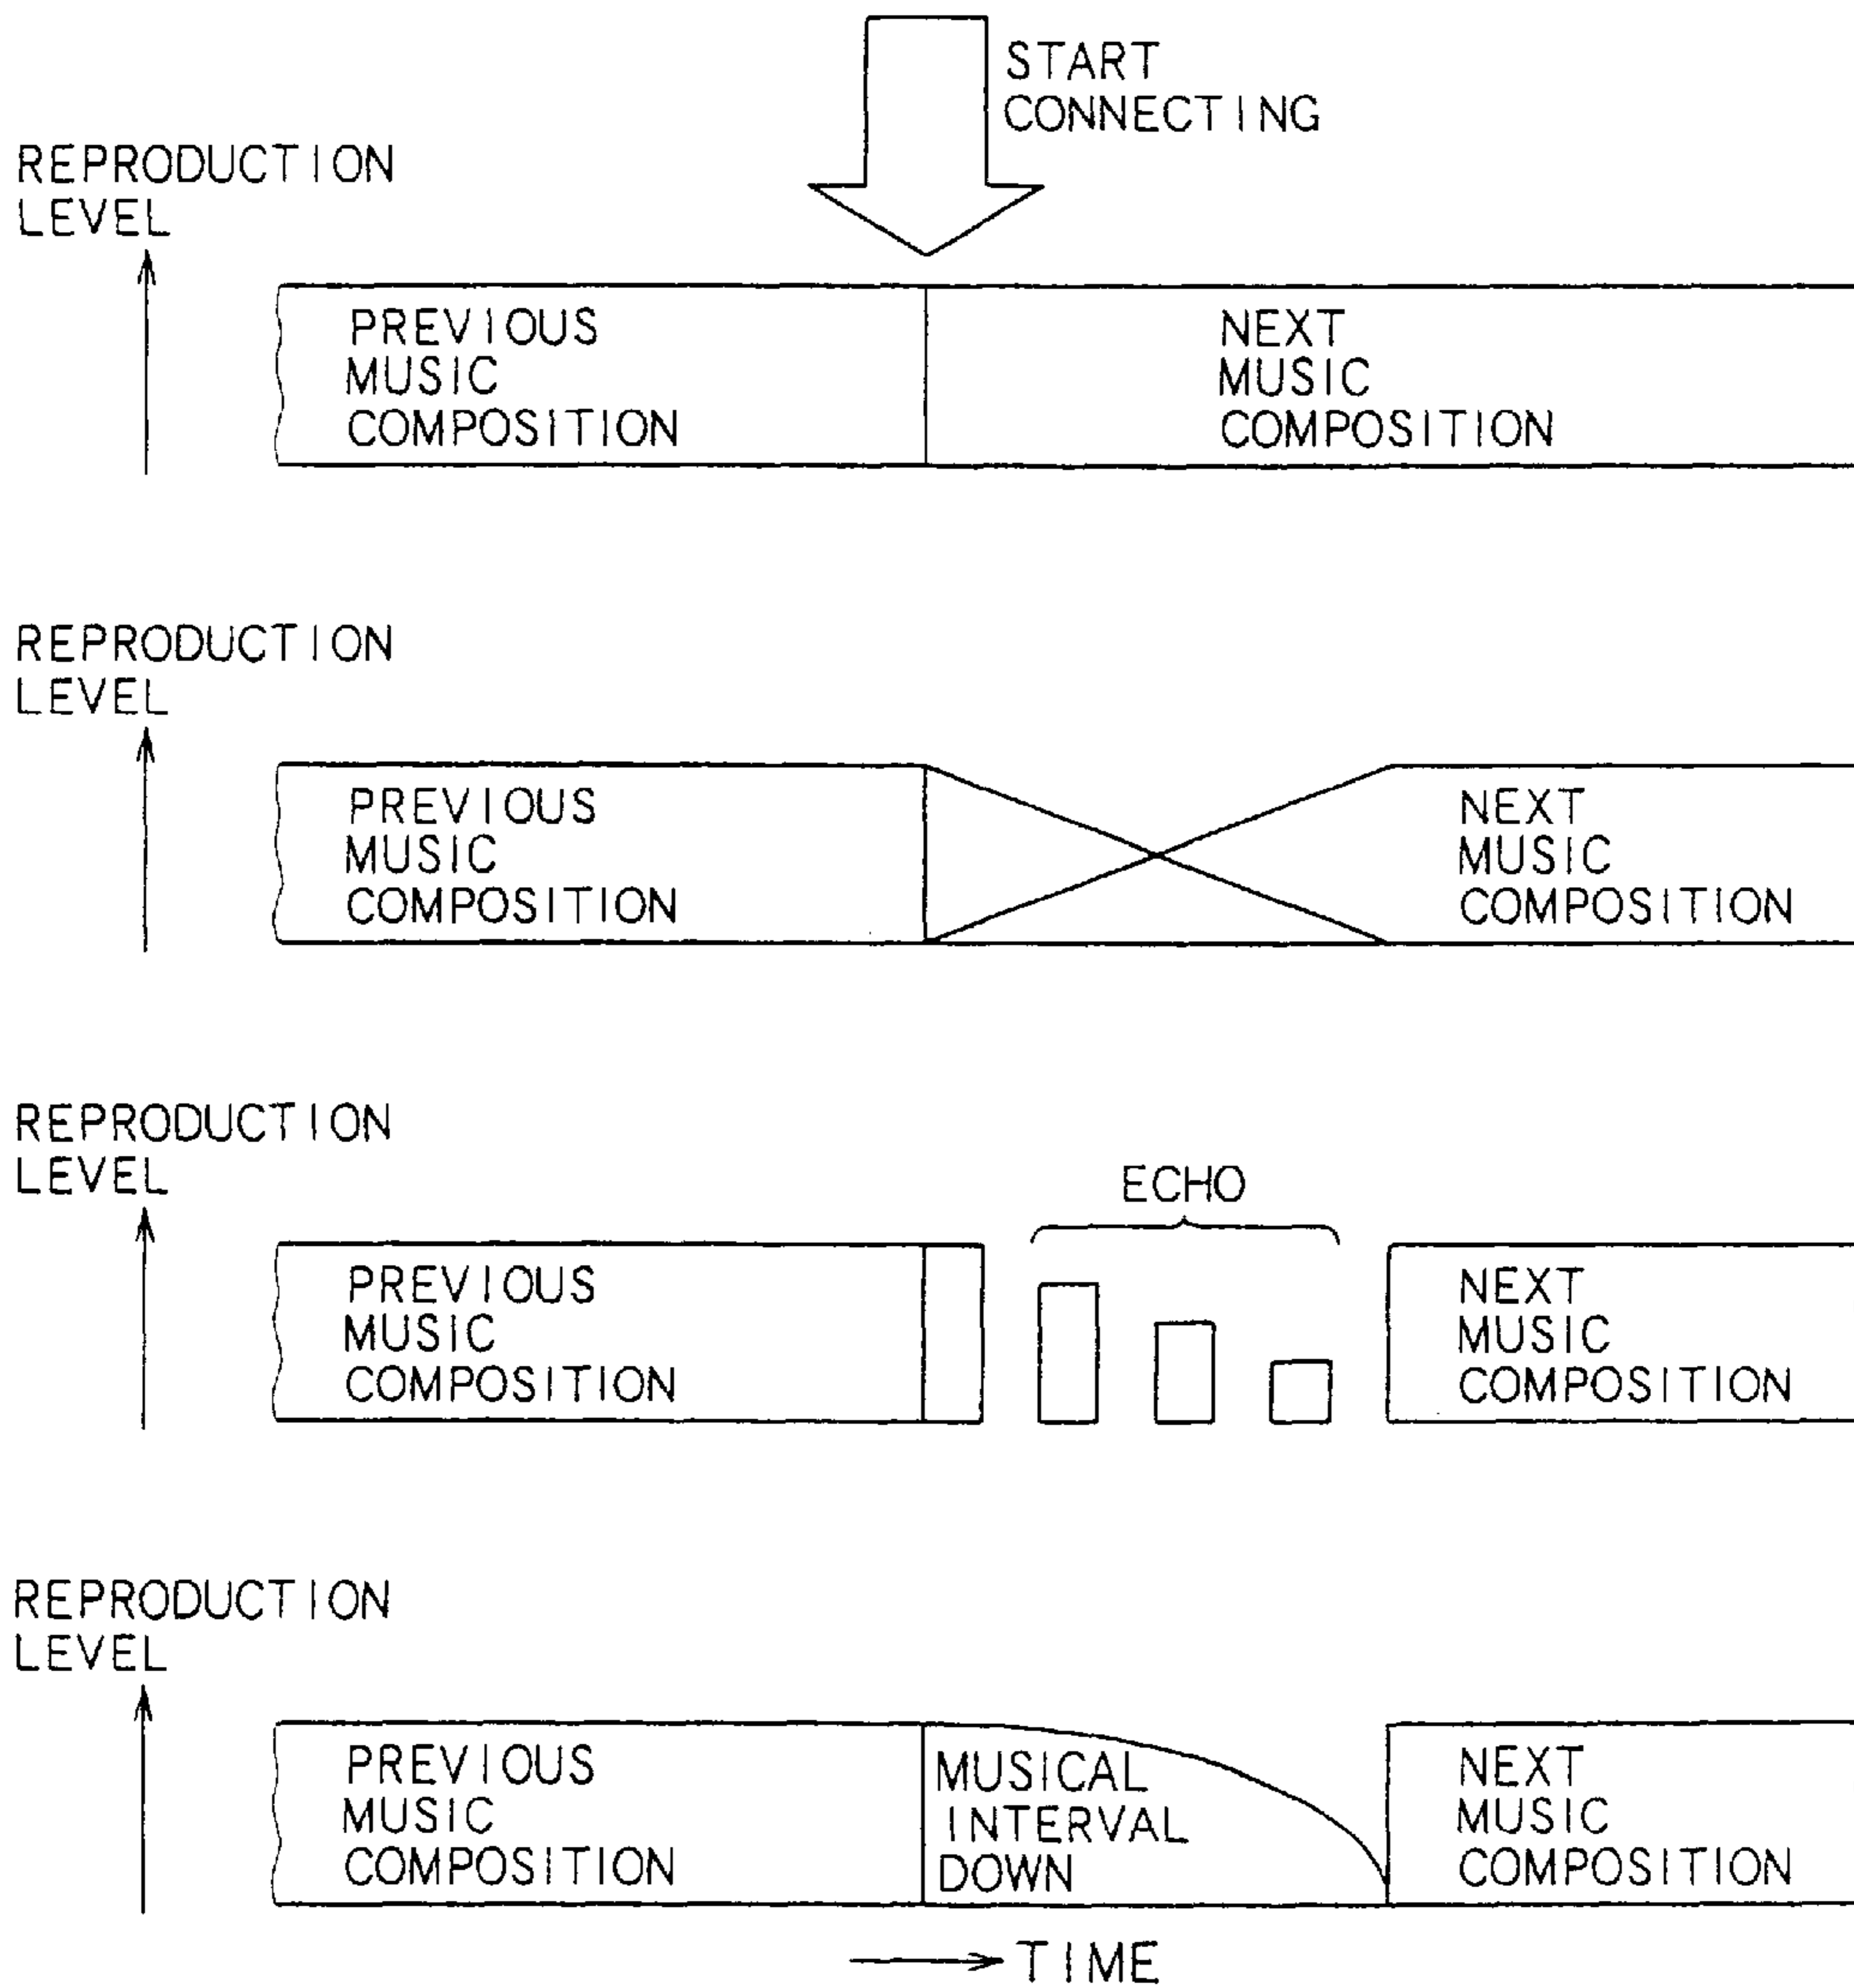 START
CONNECTING
REPRODUCTION
LEVEL
PREVIOUS
MUSIC
COMPOSITION
NEXT
MUSIC
COMPOSITION
REPRODUCTION
LEVEL
PREVIOUS
MUSIC
COMPOSITION
NEXT
MUSIC
COMPOSITION
REPRODUCTION
LEVEL
ECHO
PREVIOUS
MUSIC
COMPOSITION
NEXT
MUSIC
COMPOSITION
REPRODUCTION
LEVEL
PREVIOUS
MUSIC
COMPOSITION
MUSICAL
INTERVAL
DOWN
NEXT
MUSIC
COMPOSITION
TIME